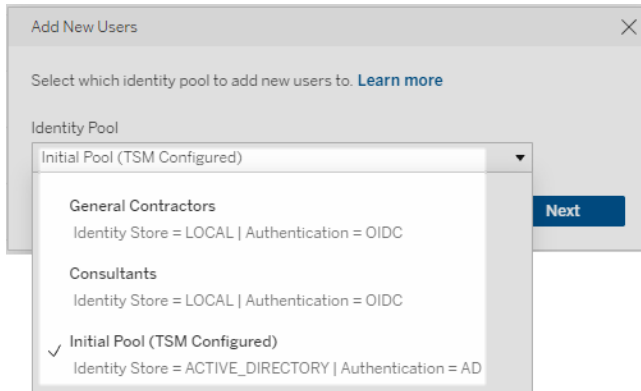 Add New Users
Select which identity pool to add new users to. Learn more
Identity Pool
Initial Pool (TSM Configured)
General Contractors
Identity Store = LOCAL | Authentication = OIDC
Next
Consultants
Identity Store = LOCAL | Authentication = OIDC
Initial Pool (TSM Configured)
Identity Store = ACTIVE_DIRECTORY | Authentication = AD